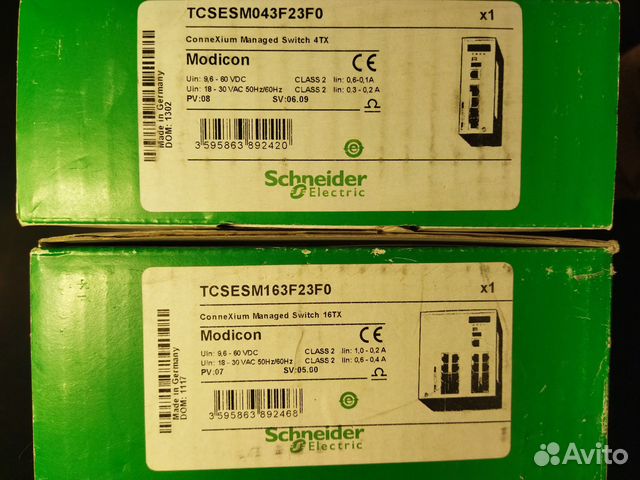 TCSESM043F23F0 x1
ConneXium Managed Switch 4TX
Modicon CE
Uin: 9,6 - 60 VDC CLASS 2 Iin: 0,6-0,1A
Uin: 18 - 30 VAC 50Hz/60Hz CLASS 2 Iin: 0.3 - 0,2 A
PV:08 SV:06.09
Made in Germany
DOM: 1302
3 595863 892420
Schneider
Electric
TCSESM163F23F0 x1
ConneXium Managed Switch 16TX
Modicon CE
Uin: 9,6 - 60 VDC CLASS 2 Iin: 1,0 - 0,2 A
Uin: 18 - 30 VAC 50Hz/60Hz CLASS 2 Iin: 0,6 - 0,4 A
PV:07 SV:05.00
Made in Germany
DOM: 1117
3 595863 892468
Schneider
Electric
Avito